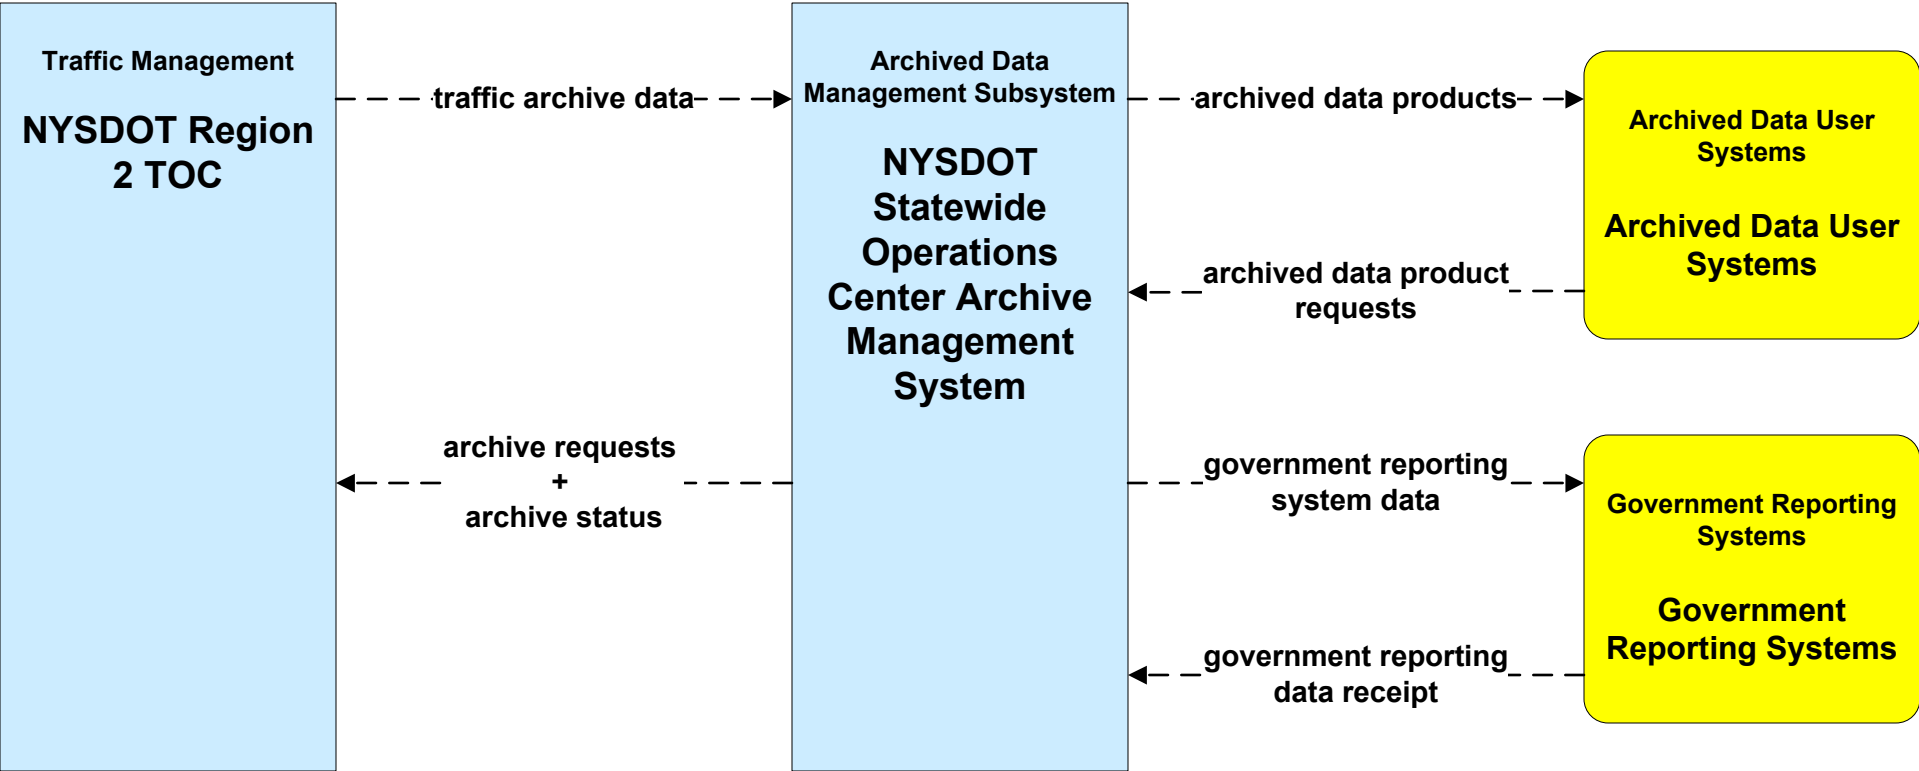 Traffic Management
NYSDOT Region
2 TOC
traffic archive data
archive requests
+
archive status
Archived Data
Management Subsystem
NYSDOT
Statewide
Operations
Center Archive
Management
System
archived data products
archived data product
requests
government reporting
system data
government reporting
data receipt
Archived Data User
Systems
Archived Data User
Systems
Government Reporting
Systems
Government
Reporting Systems